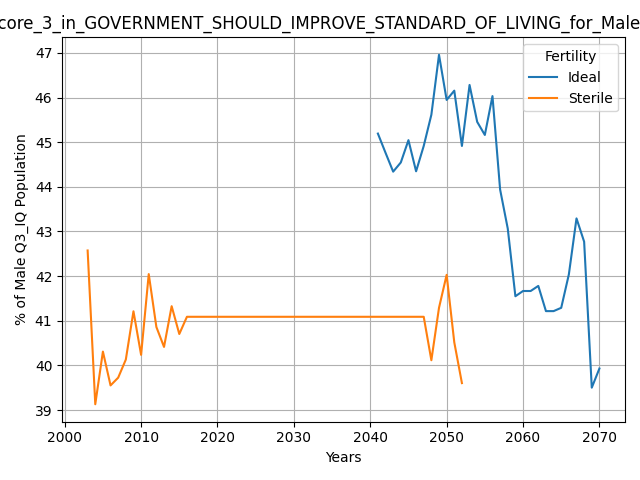 core_3_in_GOVERNMENT_SHOULD_IMPROVE_STANDARD_OF_LIVING_for_Male
Fertility
Ideal
Sterile
% of Male Q3_IQ Population
47
46
45
44
43
42
41
40
39
2000 2010 2020 2030 2040 2050 2060 2070
Years